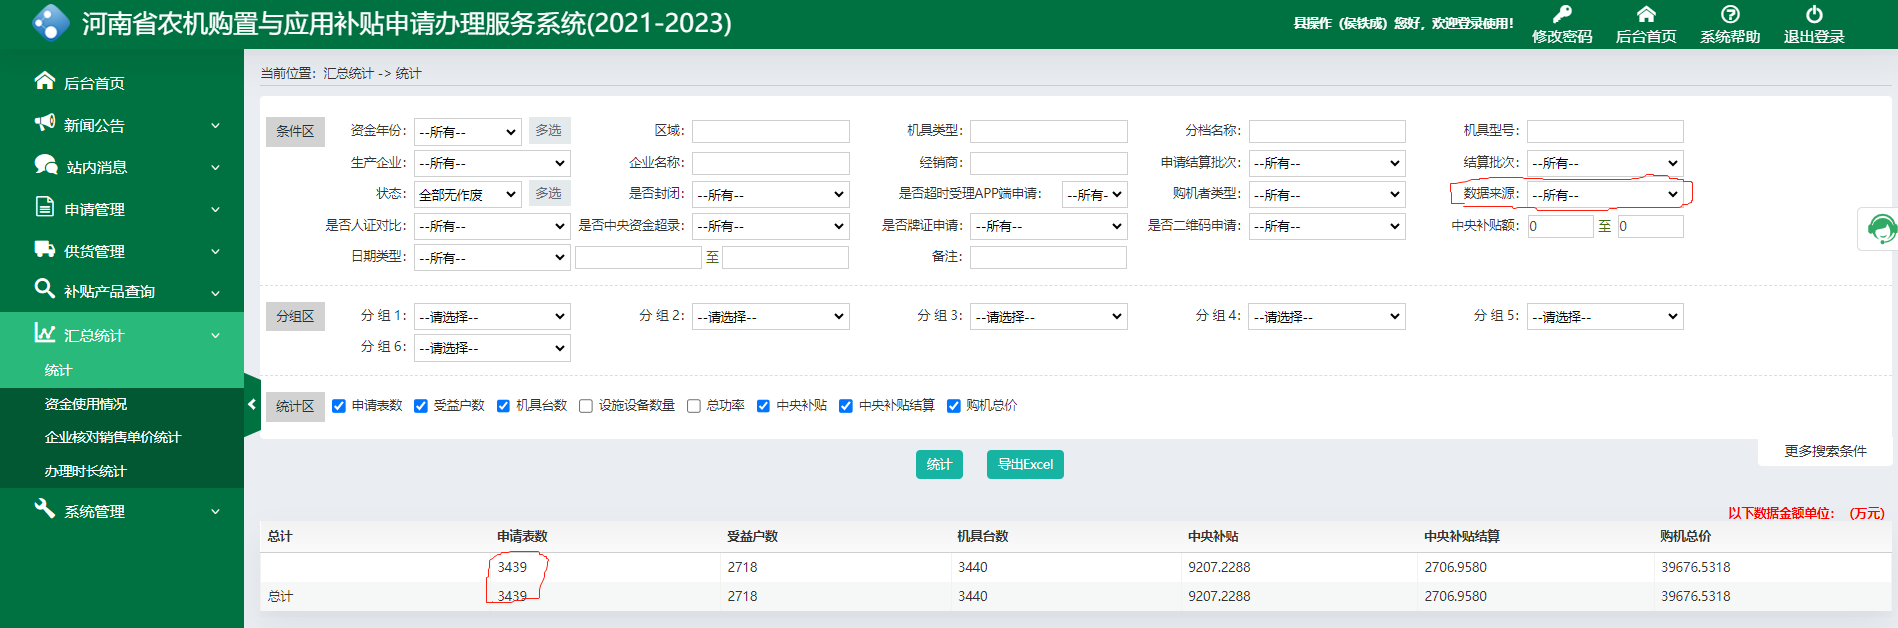 河南省农机购置与应用补贴申请办理服务系统(2021-2023)
县操作（侯铁成）您好，欢迎登录使用！
修改密码 后台首页 系统帮助 退出登录
后台首页
新闻公告
站内消息
申请管理
供货管理
补贴产品查询
汇总统计
统计
资金使用情况
企业核对销售单价统计
办理时长统计
系统管理
当前位置：汇总统计 -> 统计
条件区 资金年份： --所有-- 多选 区域： 机具类型： 分档名称： 机具型号：
生产企业： --所有-- 企业名称： 经销商： 申请结算批次： --所有-- 结算批次： --所有--
状态： 全部无作废 多选 是否封闭： --所有-- 是否超时受理APP端申请： --所有- 购机者类型： --所有-- 数据来源： --所有--
是否人证对比： --所有-- 是否中央资金超录： --所有-- 是否牌证申请： --所有-- 是否二维码申请： --所有-- 中央补贴额： 0 至 0
日期类型： --所有-- 至 备注：
分组区 分 组 1： --请选择-- 分 组 2： --请选择-- 分 组 3： --请选择-- 分 组 4： --请选择-- 分 组 5： --请选择--
分 组 6： --请选择--
统计区 申请表数 受益户数 机具台数 设施设备数量 总功率 中央补贴 中央补贴结算 购机总价
更多搜索条件
统计 导出Excel
以下数据金额单位：（万元）
总计 申请表数 受益户数 机具台数 中央补贴 中央补贴结算 购机总价
3439 2718 3440 9207.2288 2706.9580 39676.5318
总计 3439 2718 3440 9207.2288 2706.9580 39676.5318